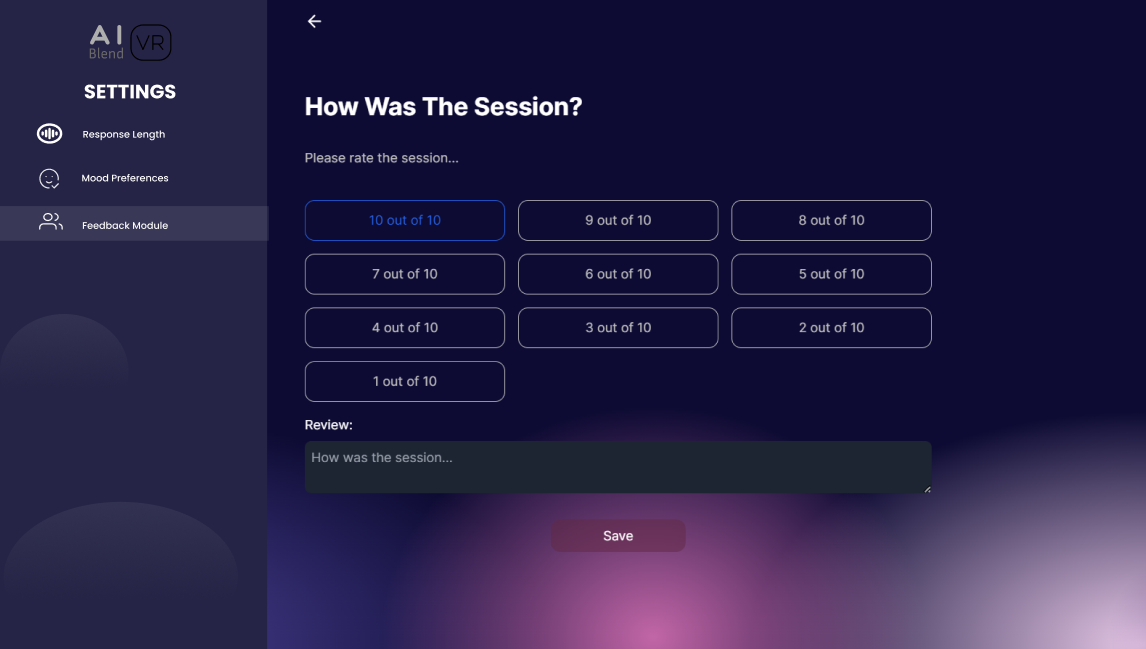 AI
Blend VR
SETTINGS
Response Length
Mood Preferences
Feedback Module
How Was The Session?
Please rate the session...
10 out of 10
9 out of 10
8 out of 10
7 out of 10
6 out of 10
5 out of 10
4 out of 10
3 out of 10
2 out of 10
1 out of 10
Review:
How was the session...
Save